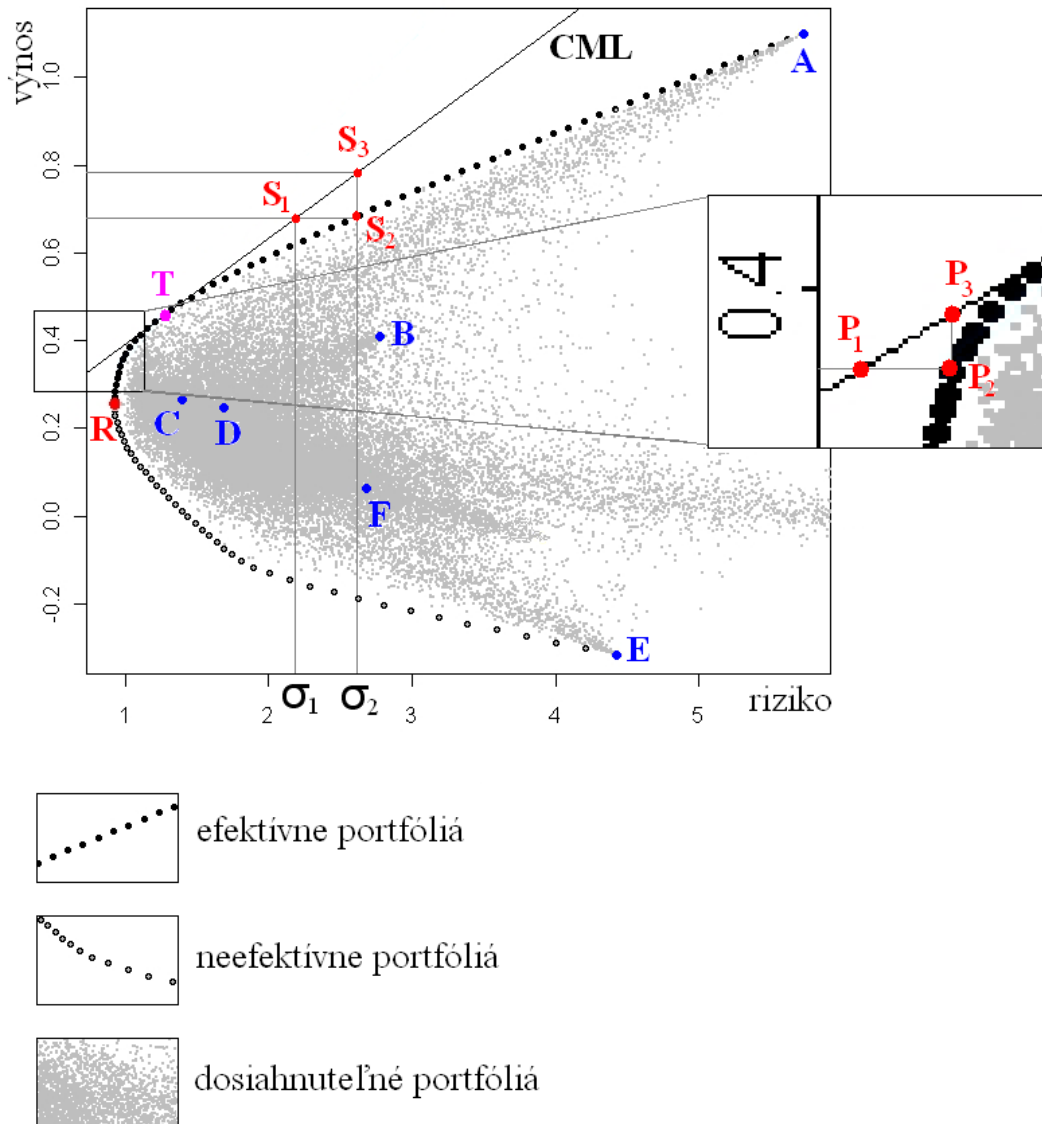 výnos
1.0
0.8
0.6
0.4
0.2
0.0
-0.2
CML
A
S3
S1
S2
T
B
R
C
D
F
E
0.4
P3
P1
P2
1
2
σ1
σ2
3
4
5
riziko
efektívne portfóliá
neefektívne portfóliá
dosiahnuteľné portfóliá